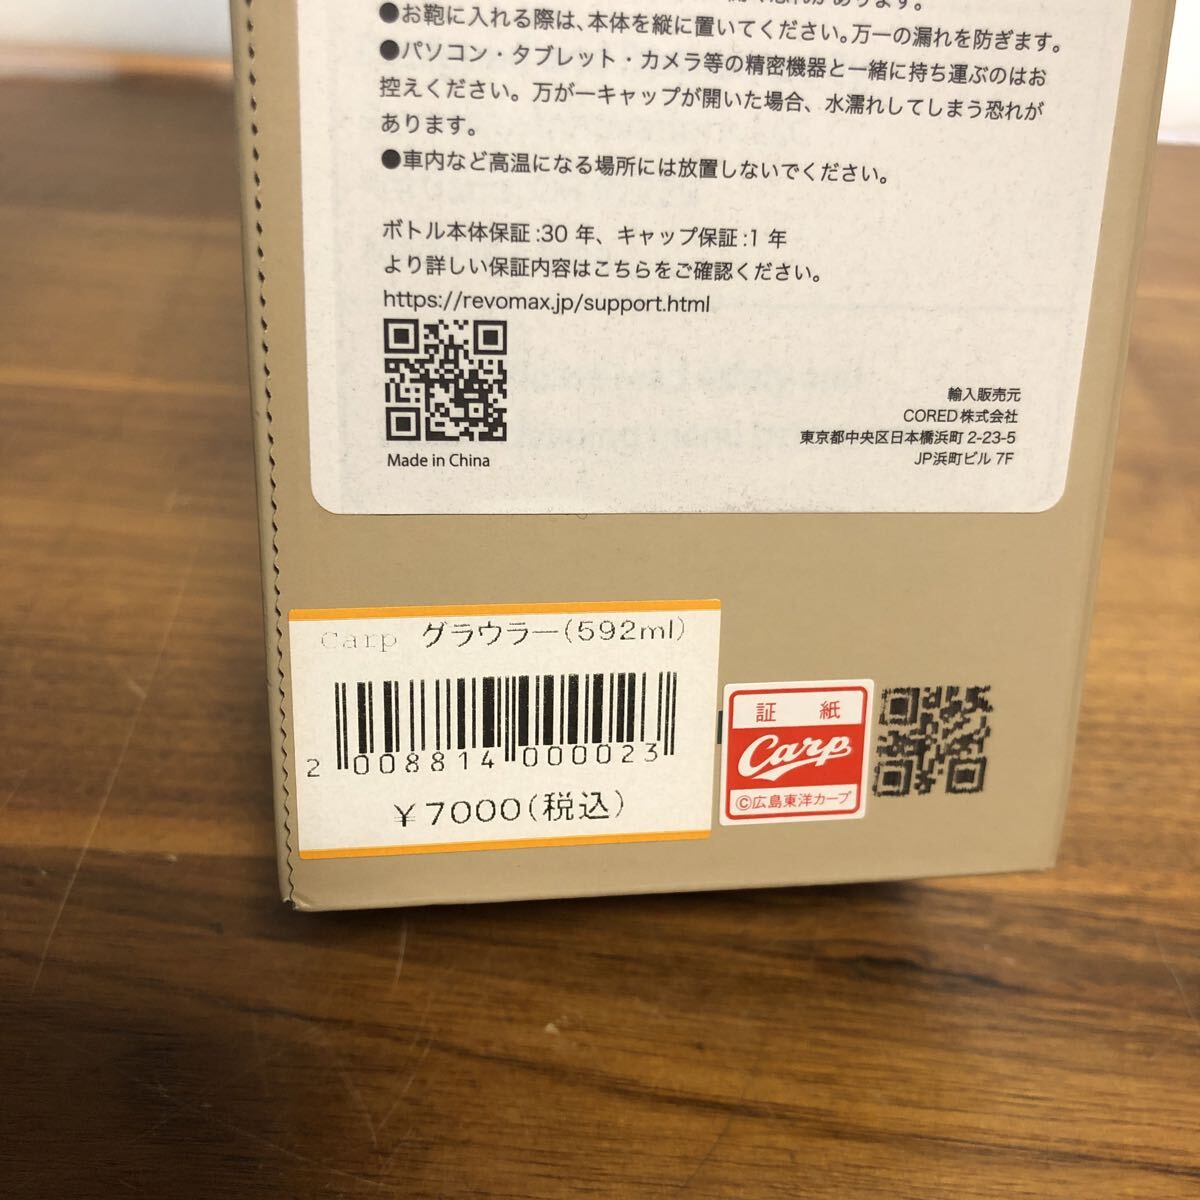 ●お鞄に入れる際は、本体を縦に置いてください。万一の漏れを防ぎます。
●パソコン・タブレット・カメラ等の精密機器と一緒に持ち運ぶのはお
控えください。万が一キャップが開いた場合、水濡れしてしまう恐れが
あります。
●車内など高温になる場所には放置しないでください。
ボトル本体保証:30 年、キャップ保証:1 年
より詳しい保証内容はこちらをご確認ください。
https://revomax.jp/support.html
Made in China
輸入販売元
CORED株式会社
東京都中央区日本橋浜町 2-23-5
JP浜町ビル 7F
Carp グラウラー(592ml)
2 008814 000023
¥7000(税込)
証 紙
Carp
©広島東洋カープ